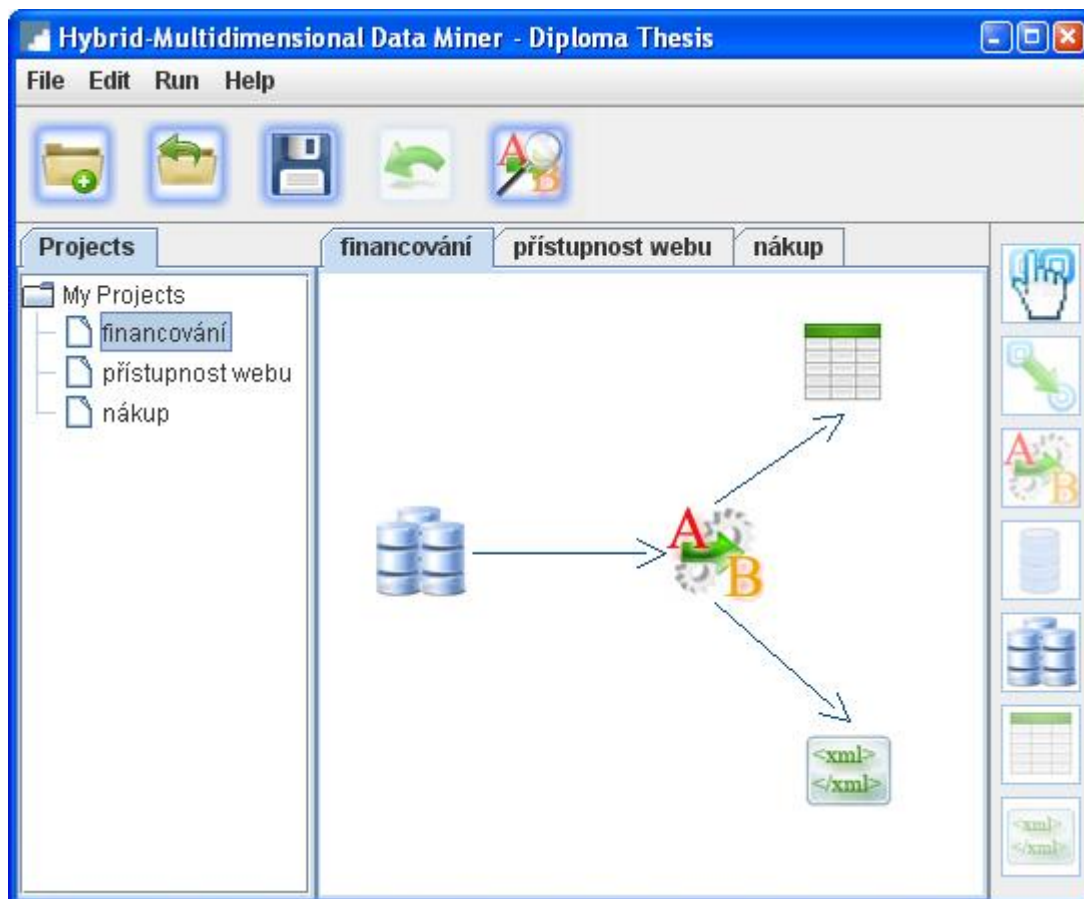 Hybrid-Multidimensional Data Miner - Diploma Thesis
File Edit Run Help
A B
Projects
financování přístupnost webu nákup
My Projects
financování
přístupnost webu
nákup
A B
<xml>
</xml>
A B
<xml>
</xml>